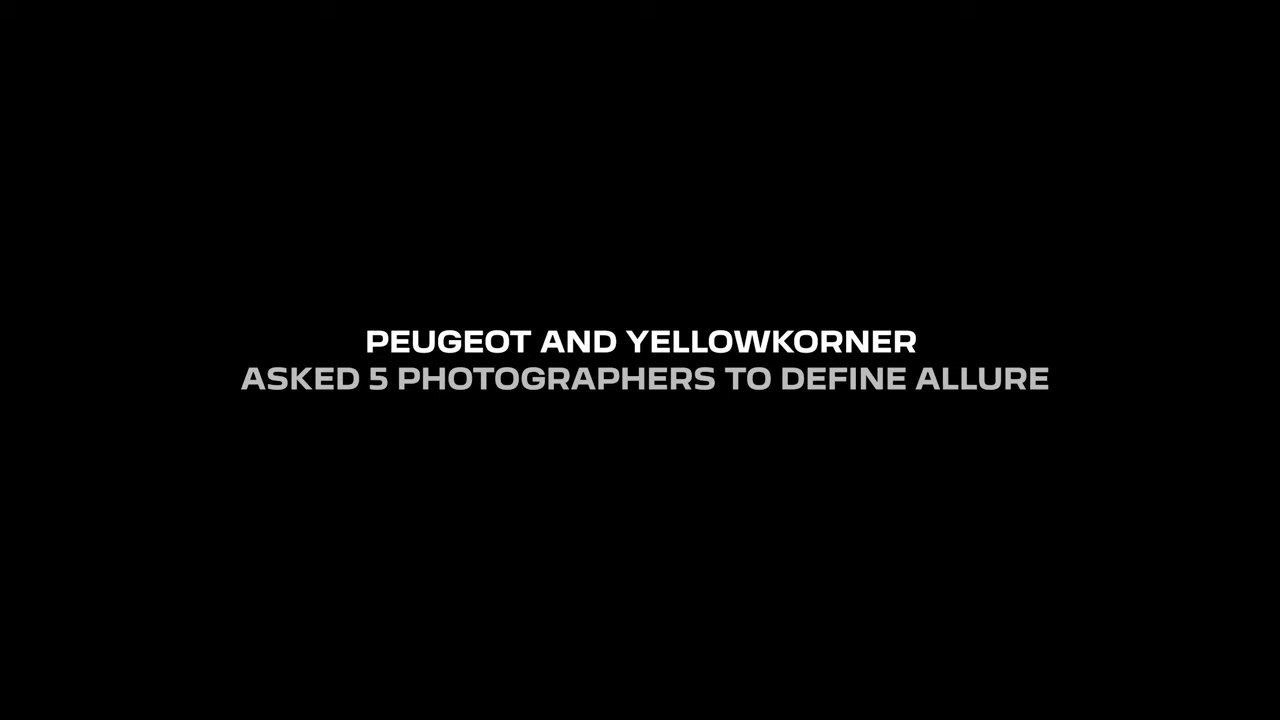 PEUGEOT AND YELLOWKORNER
ASKED 5 PHOTOGRAPHERS TO DEFINE ALLURE